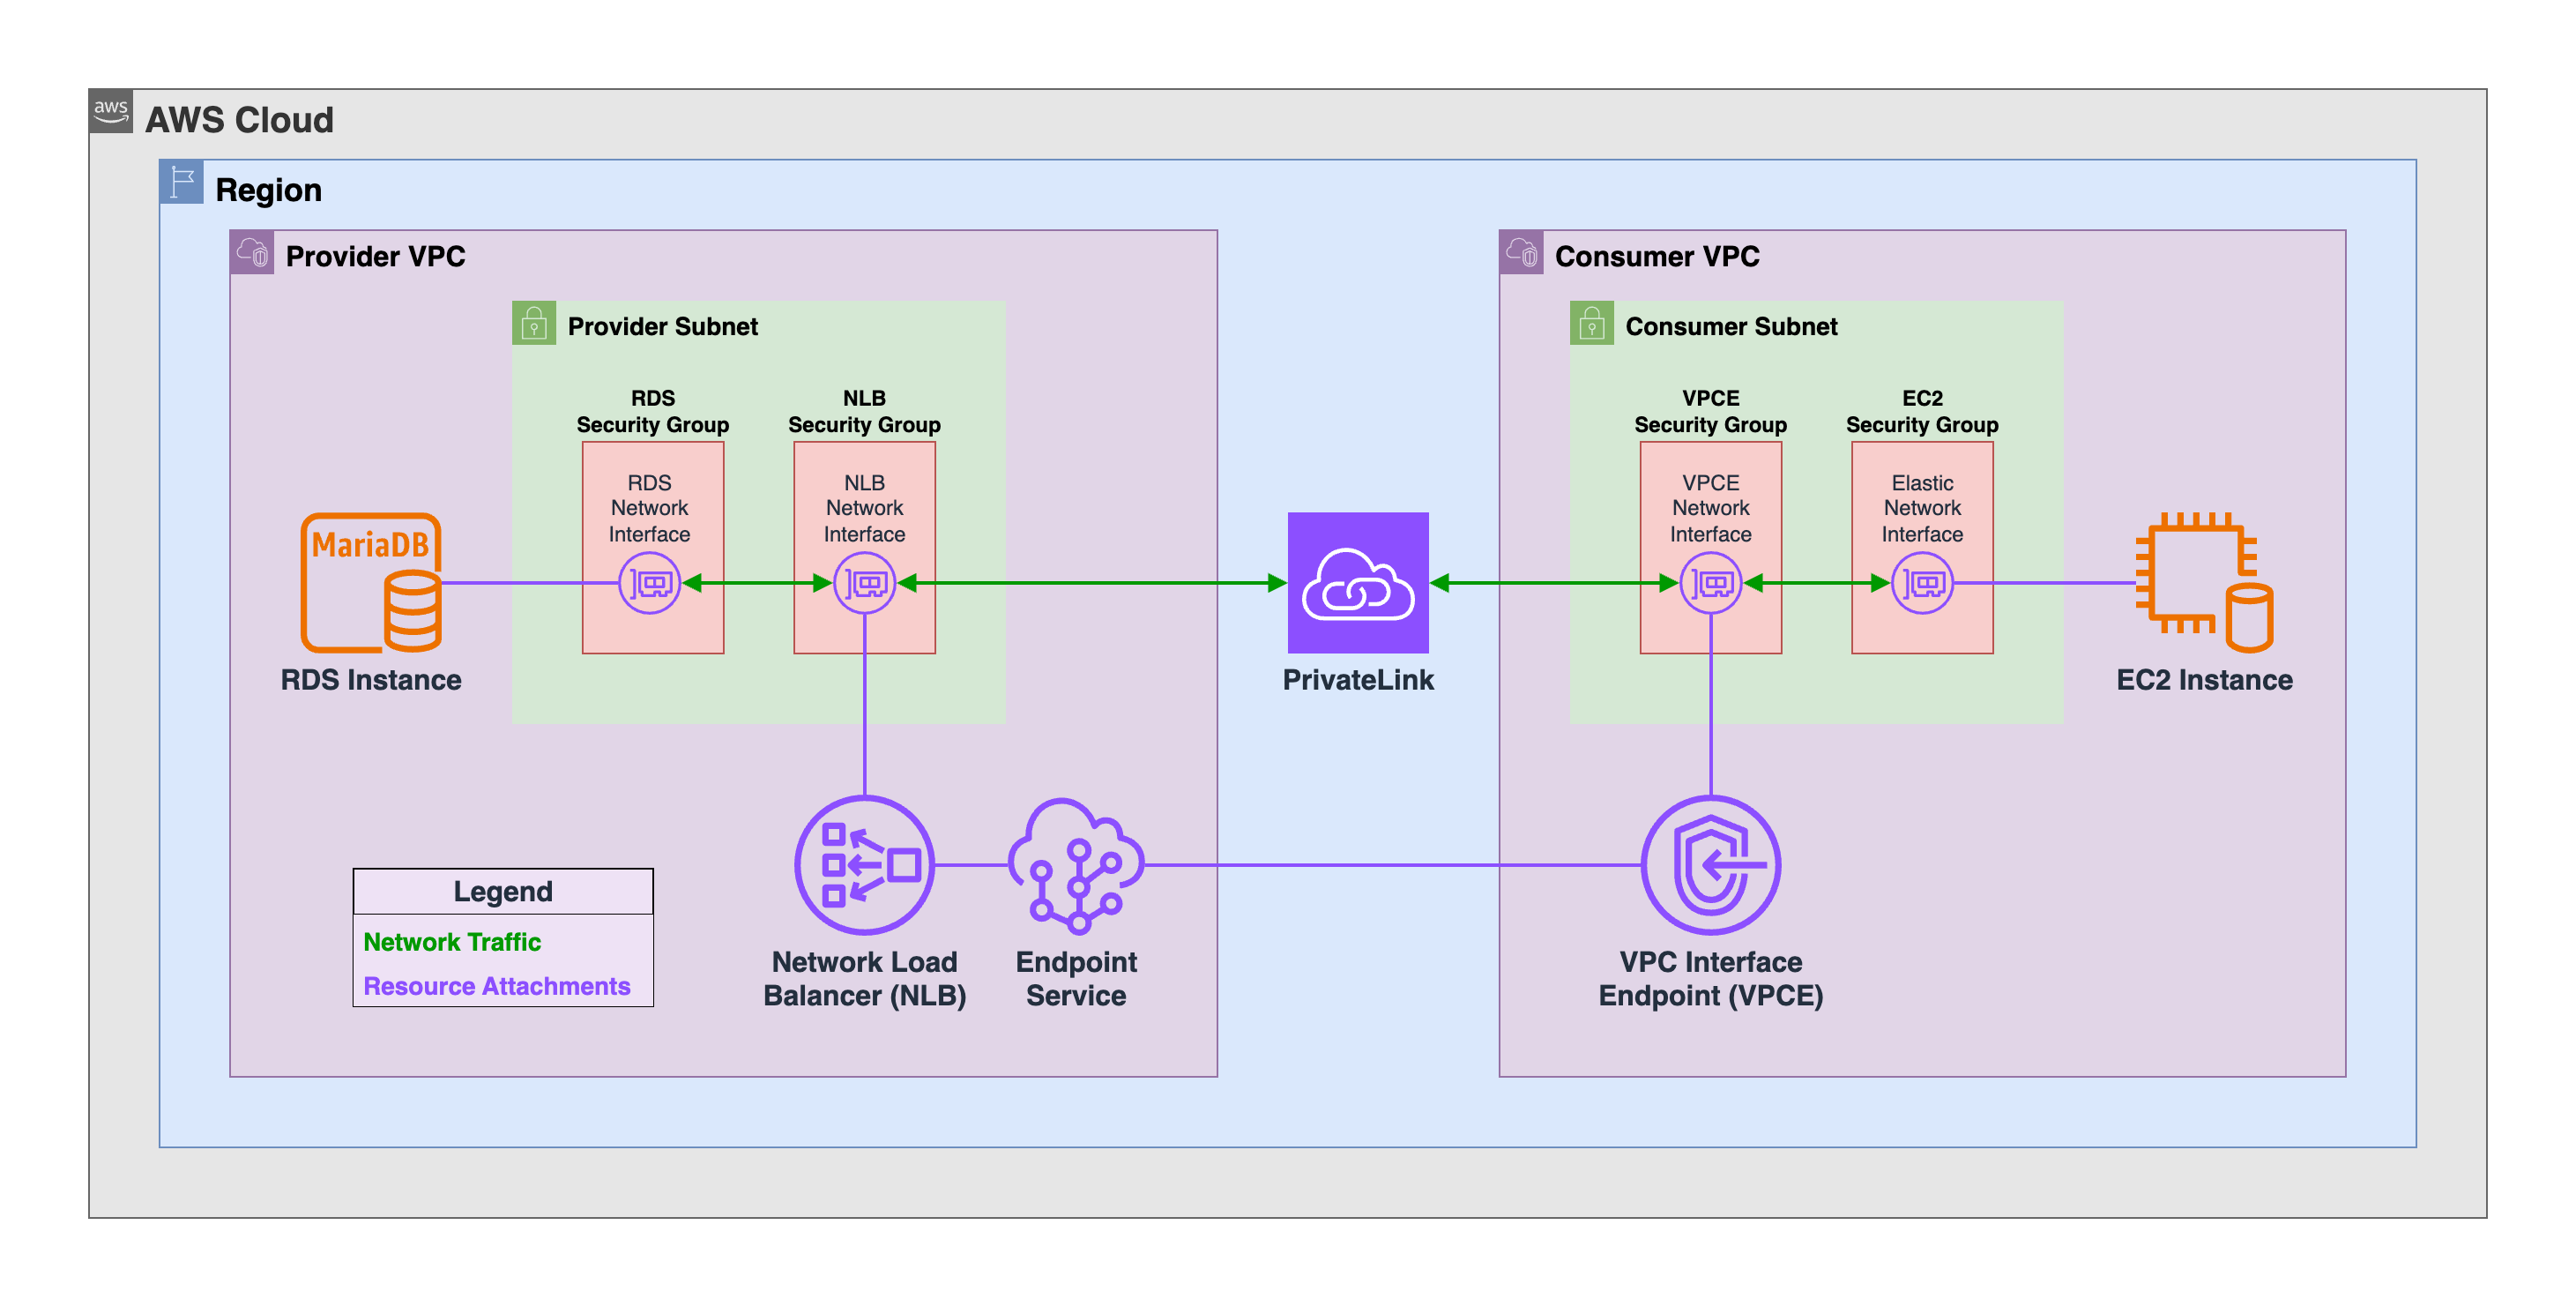 aws
AWS Cloud
Region
Provider VPC
Provider Subnet
RDS
Security Group
RDS
Network
Interface
NLB
Security Group
NLB
Network
Interface
MariaDB
RDS Instance
Network Load
Balancer (NLB)
Endpoint
Service
Legend
Network Traffic
Resource Attachments
PrivateLink
Consumer VPC
Consumer Subnet
VPCE
Security Group
VPCE
Network
Interface
EC2
Security Group
Elastic
Network
Interface
EC2 Instance
VPC Interface
Endpoint (VPCE)